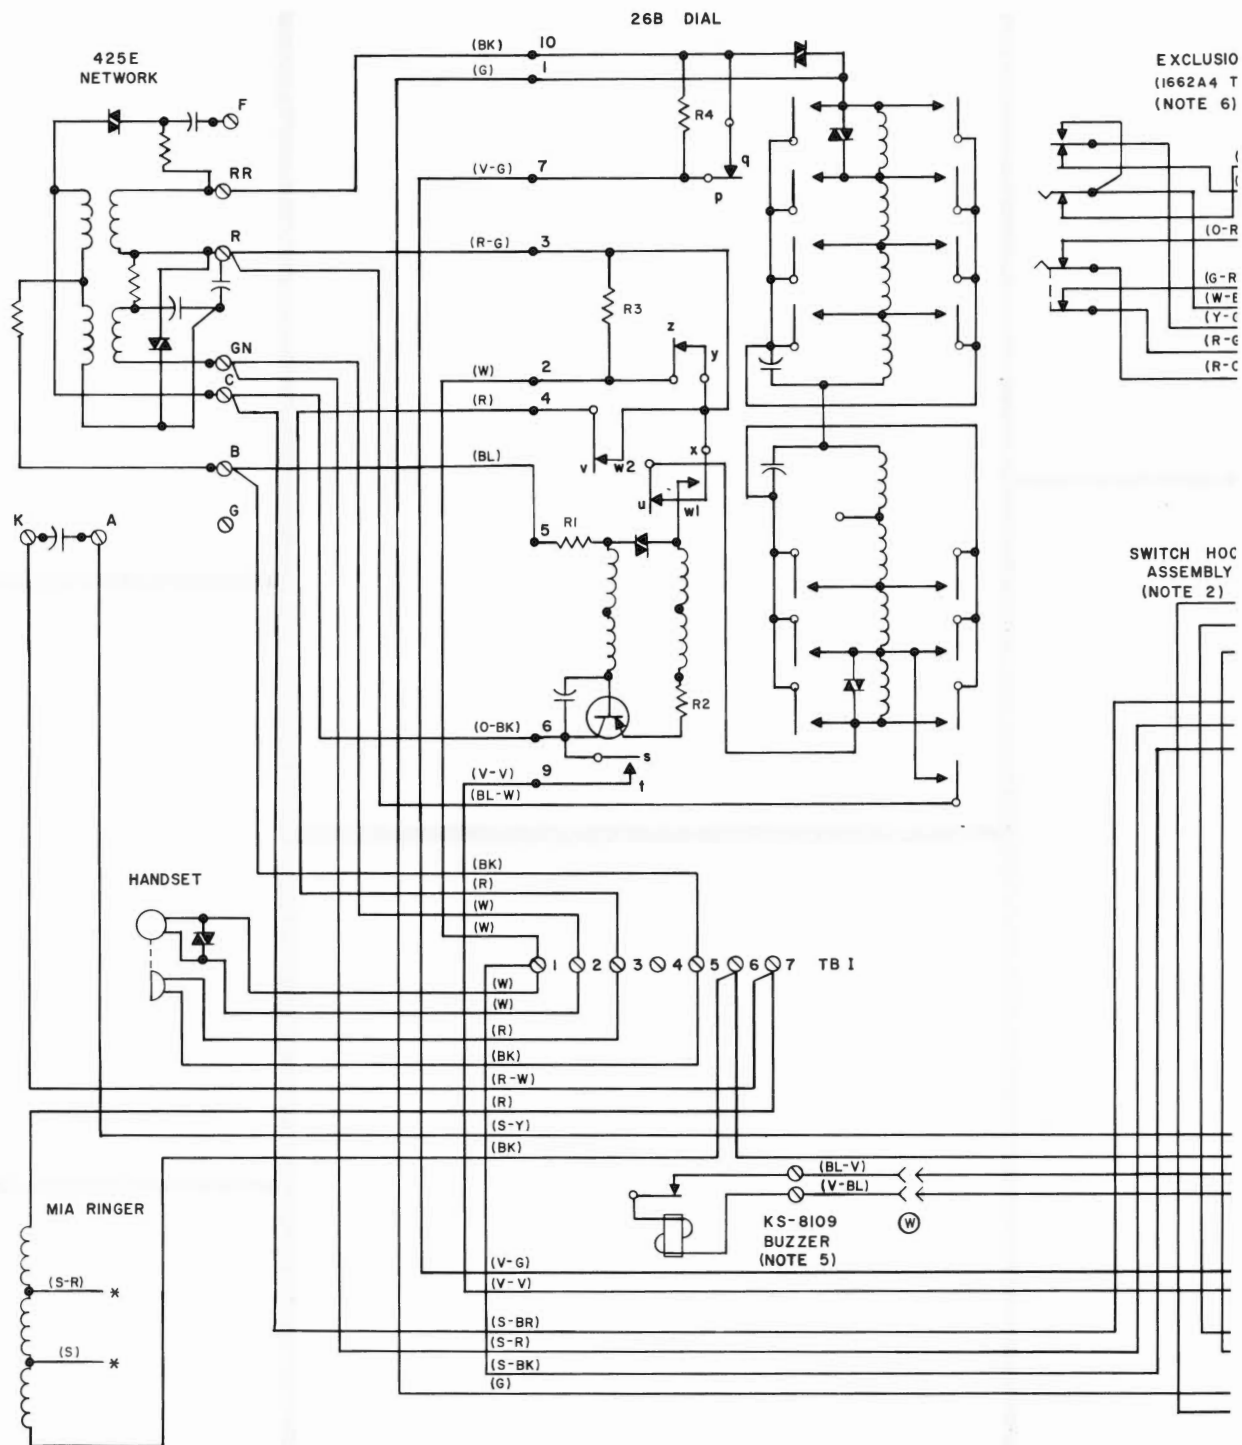 26B DIAL
425E
NETWORK
(BK) 10
(G) 1
EXCLUSIO
(1662A4 T
(NOTE 6)
F
R4
RR
(V-G) 7
q
p
R
(R-G) 3
(O-R
R3
z
y
(G-R
(W-B
(Y-O
(R-G
(R-O
GN
C
(W) 2
(R) 4
v
w2
x
B
(BL)
u
w1
G
K
A
5
R1
SWITCH HOO
ASSEMBLY
(NOTE 2)
R2
(O-BK) 6
s
(V-V) 9
t
(BL-W)
HANDSET
(BK)
(R)
(W)
(W)
1 2 3 4 5 6 7 TB I
(W)
(W)
(R)
(BK)
(R-W)
(R)
(S-Y)
(BK)
(BL-V)
(V-BL)
MIA RINGER
KS-8109
BUZZER
(NOTE 5)
W
(V-G)
(V-V)
(S-R) *
(S-BR)
(S-R)
(S) *
(S-BK)
(G)